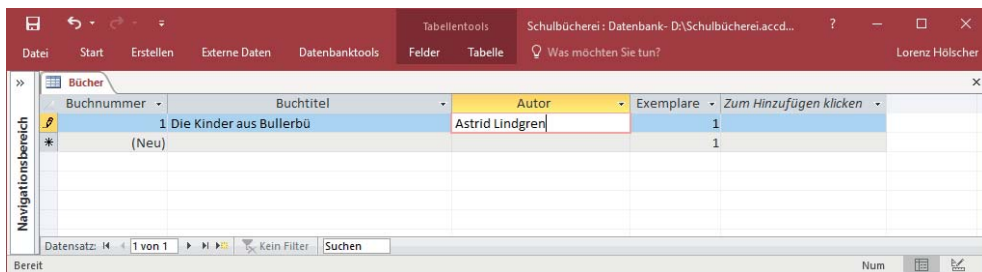 Tabellentools Schulbücherei : Datenbank- D:\Schulbücherei.accd... ?
Datei Start Erstellen Externe Daten Datenbanktools Felder Tabelle Was möchten Sie tun? Lorenz Hölscher
» Bücher
Buchnummer Buchtitel Autor Exemplare Zum Hinzufügen klicken
1 Die Kinder aus Bullerbü Astrid Lindgren 1
* (Neu) 1
Navigationsbereich
Datensatz: 1 von 1 Kein Filter Suchen
Bereit Num